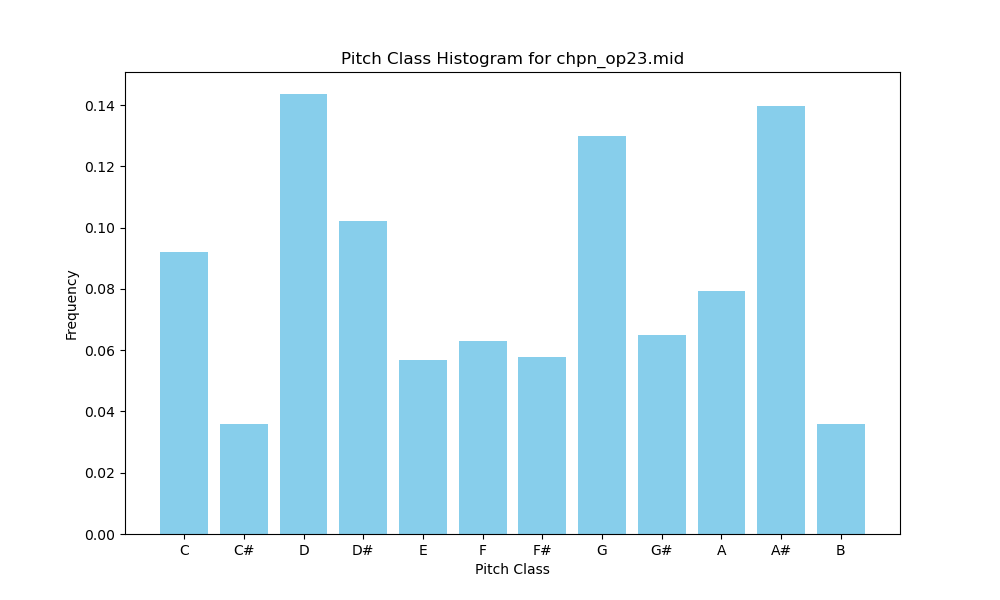 Pitch Class Histogram for chpn_op23.mid
0.14
0.12
0.10
0.08
0.06
0.04
0.02
0.00
Frequency
C C# D D# E F F# G G# A A# B
Pitch Class